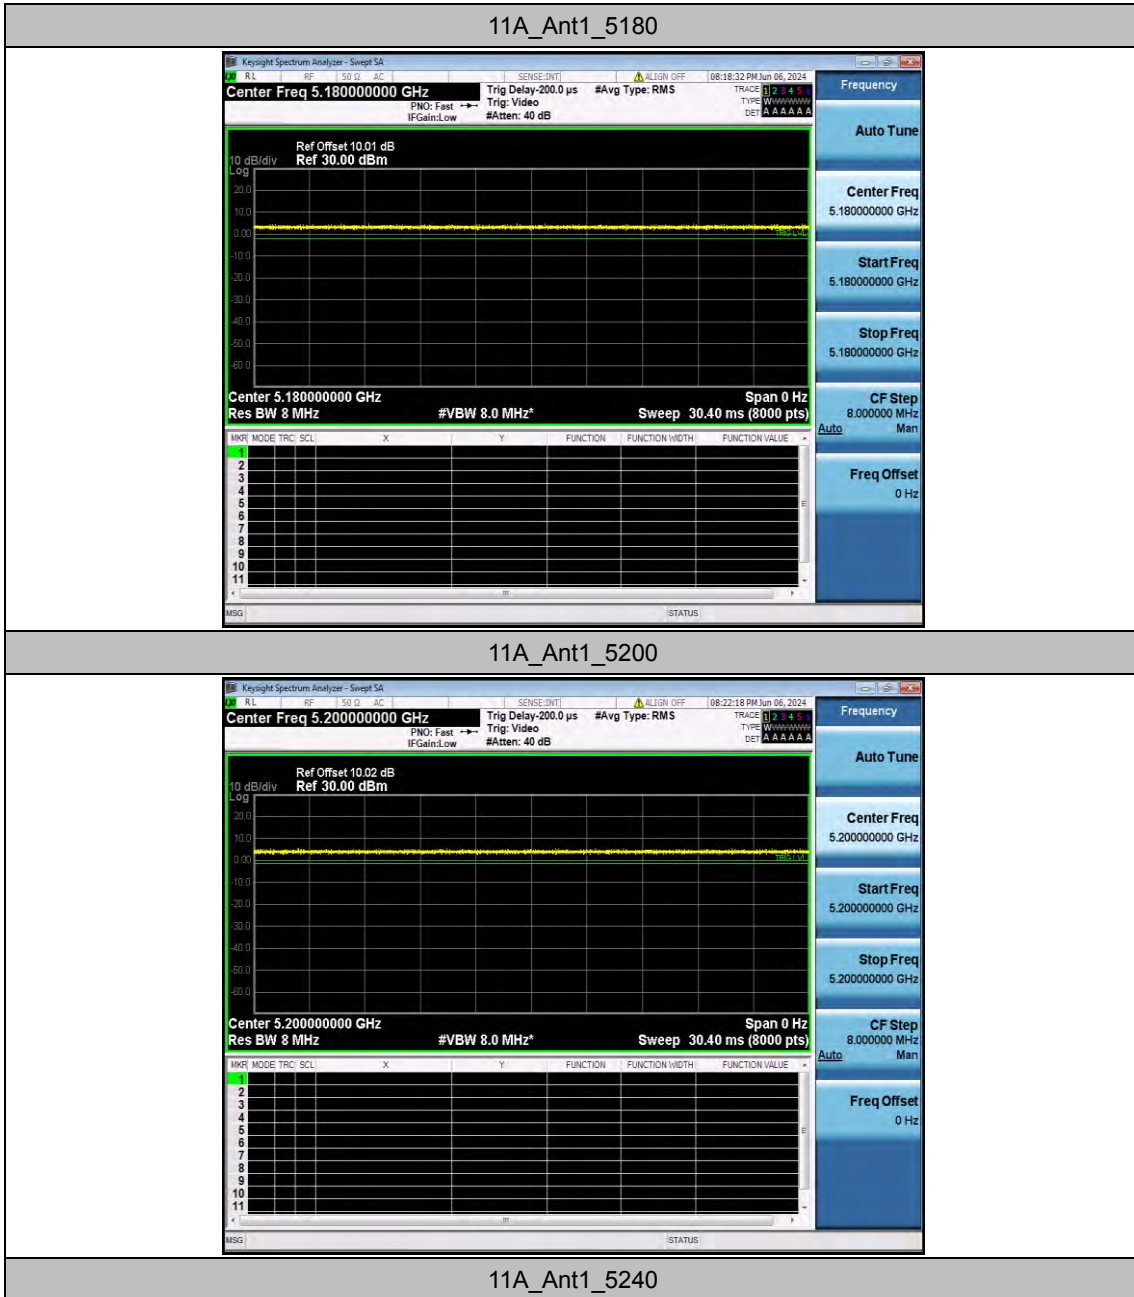 11A_Ant1_5180
Keysight Spectrum Analyzer - Swept SA
RL RF 50 Ω AC SENSE:INT ALIGN OFF 08:18:32 PM Jun 06, 2024
Center Freq 5.180000000 GHz
PNO: Fast
IFGain:Low
Trig Delay-200.0 µs
Trig: Video
#Atten: 40 dB
#Avg Type: RMS
TRACE 1 2 3 4 5 6
TYPE W
DET A A A A A A
Ref Offset 10.01 dB
10 dB/div Ref 30.00 dBm
Log
20.0
10.0
0.00
TRIG LVL
-10.0
-20.0
-30.0
-40.0
-50.0
-60.0
Center 5.180000000 GHz Span 0 Hz
Res BW 8 MHz #VBW 8.0 MHz* Sweep 30.40 ms (8000 pts)
MKR MODE TRC SCL X Y FUNCTION FUNCTION WIDTH FUNCTION VALUE
1
2
3
4
5
6
7
8
9
10
11
MSG STATUS
Frequency
Auto Tune
Center Freq
5.180000000 GHz
Start Freq
5.180000000 GHz
Stop Freq
5.180000000 GHz
CF Step
8.000000 MHz
Auto Man
Freq Offset
0 Hz
11A_Ant1_5200
Keysight Spectrum Analyzer - Swept SA
RL RF 50 Ω AC SENSE:INT ALIGN OFF 08:22:18 PM Jun 06, 2024
Center Freq 5.200000000 GHz
PNO: Fast
IFGain:Low
Trig Delay-200.0 µs
Trig: Video
#Atten: 40 dB
#Avg Type: RMS
TRACE 1 2 3 4 5 6
TYPE W
DET A A A A A A
Ref Offset 10.02 dB
10 dB/div Ref 30.00 dBm
Log
20.0
10.0
0.00
TRIG LVL
-10.0
-20.0
-30.0
-40.0
-50.0
-60.0
Center 5.200000000 GHz Span 0 Hz
Res BW 8 MHz #VBW 8.0 MHz* Sweep 30.40 ms (8000 pts)
MKR MODE TRC SCL X Y FUNCTION FUNCTION WIDTH FUNCTION VALUE
1
2
3
4
5
6
7
8
9
10
11
MSG STATUS
Frequency
Auto Tune
Center Freq
5.200000000 GHz
Start Freq
5.200000000 GHz
Stop Freq
5.200000000 GHz
CF Step
8.000000 MHz
Auto Man
Freq Offset
0 Hz
11A_Ant1_5240